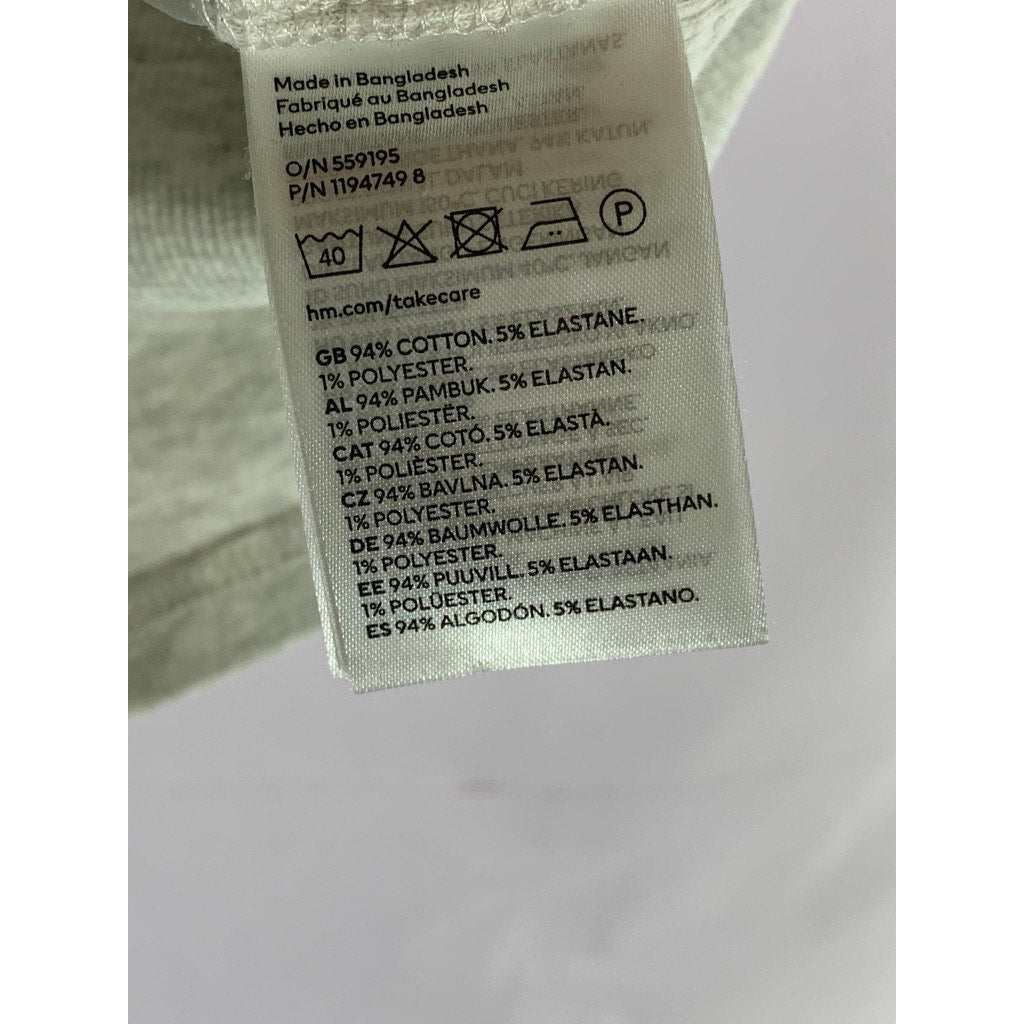 Made in Bangladesh
Fabriqué au Bangladesh
Hecho en Bangladesh
O/N 559195
P/N 1194749 8
40
P
hm.com/takecare
GB 94% COTTON. 5% ELASTANE.
1% POLYESTER.
AL 94% PAMBUK. 5% ELASTAN.
1% POLIESTËR.
CAT 94% COTÓ. 5% ELASTÀ.
1% POLIÈSTER.
CZ 94% BAVLNA. 5% ELASTAN.
1% POLYESTER.
DE 94% BAUMWOLLE. 5% ELASTHAN.
1% POLYESTER.
EE 94% PUUVILL. 5% ELASTAAN.
1% POLÜESTER.
ES 94% ALGODÓN. 5% ELASTANO.